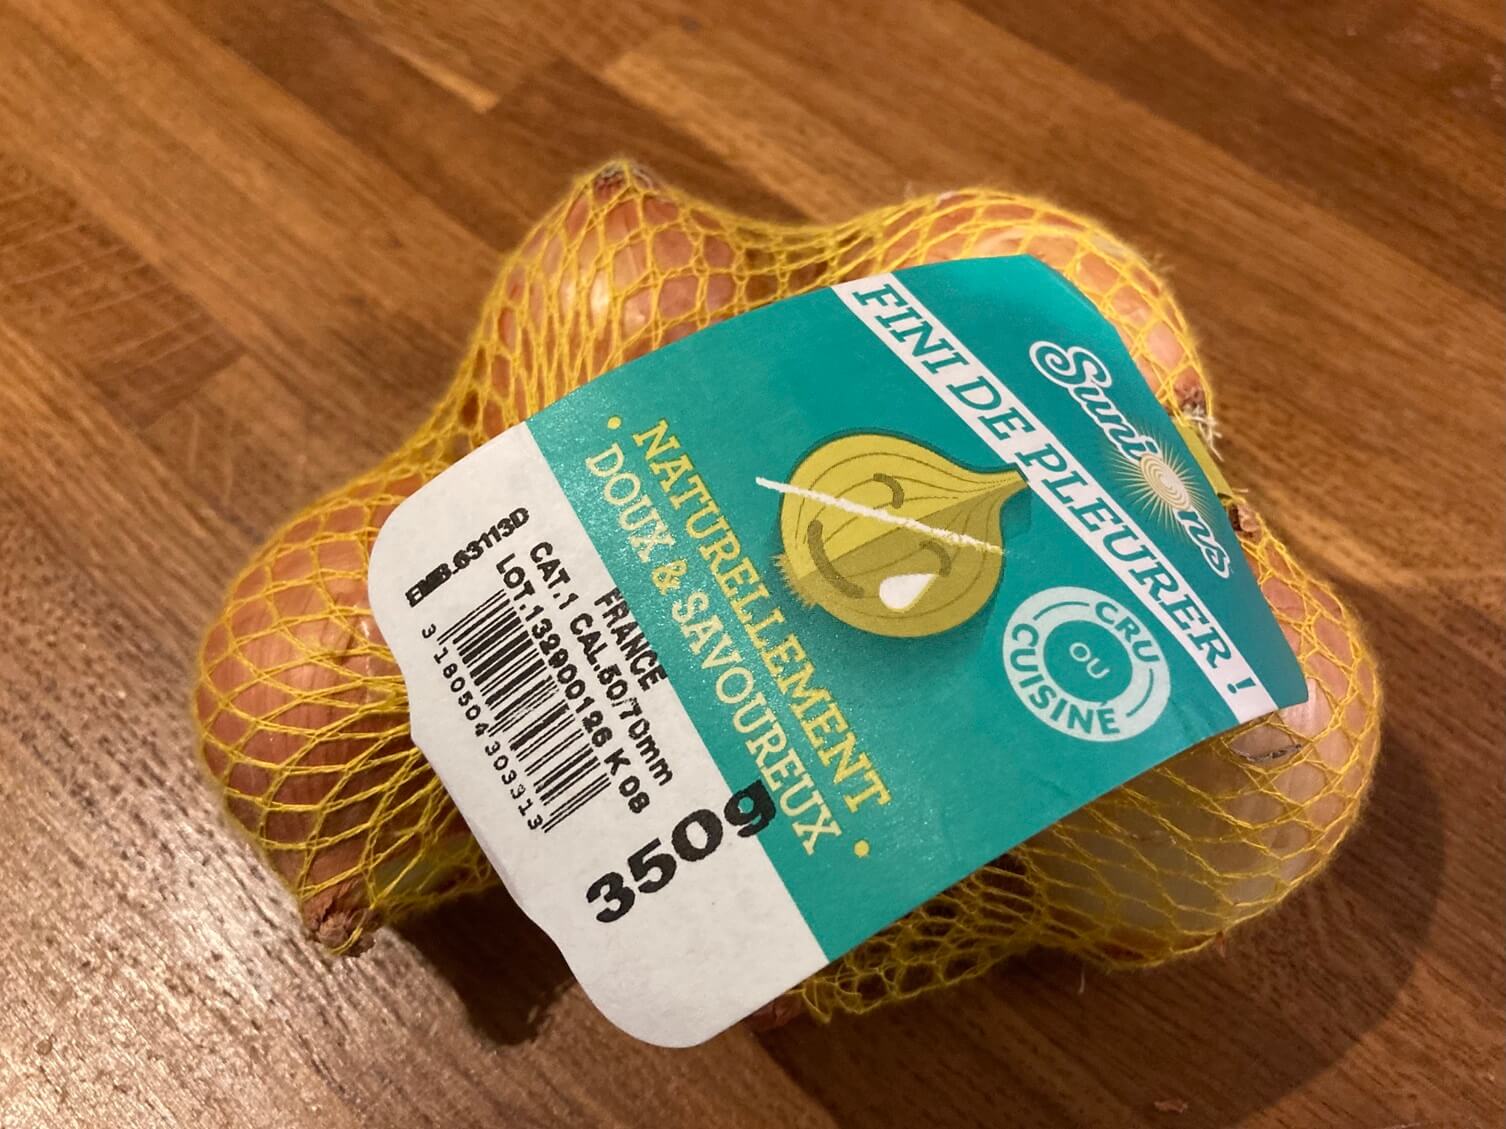 Sunions
FINI DE PLEURER !
CRU
OU
CUISINÉ
• NATURELLEMENT
DOUX & SAVOUREUX •
FRANCE
CAT.1 CAL.50/70mm
LOT.132900126 K 08
EMB.63113D
3 180504 303313
350g